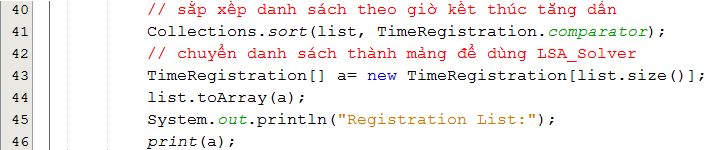 40 // sắp xếp danh sách theo giờ kết thúc tăng dần
41 Collections.sort(list, TimeRegistration.comparator);
42 // chuyển danh sách thành mảng để dùng LSA_Solver
43 TimeRegistration[] a= new TimeRegistration[list.size()];
44 list.toArray(a);
45 System.out.println("Registration List:");
46 print(a);